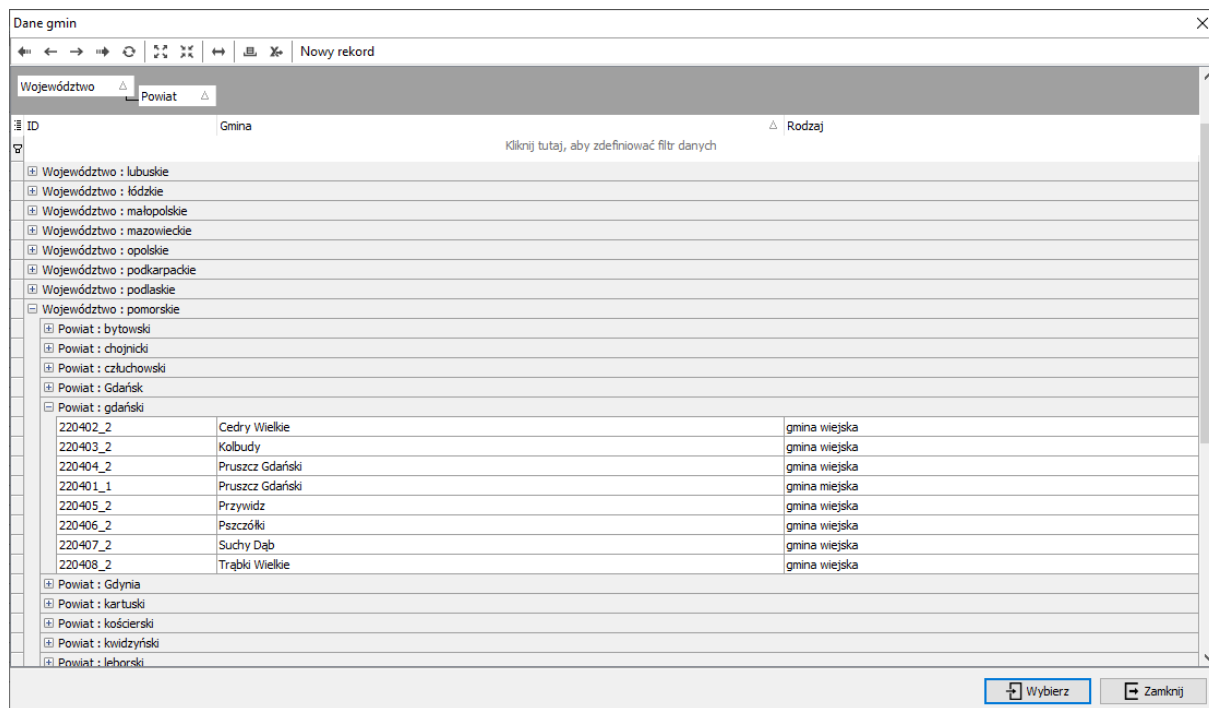 Dane gmin
Nowy rekord
Województwo
Powiat
ID Gmina Rodzaj
Kliknij tutaj, aby zdefiniować filtr danych
Województwo : lubuskie
Województwo : łódzkie
Województwo : małopolskie
Województwo : mazowieckie
Województwo : opolskie
Województwo : podkarpackie
Województwo : podlaskie
Województwo : pomorskie
Powiat : bytowski
Powiat : chojnicki
Powiat : człuchowski
Powiat : Gdańsk
Powiat : gdański
220402_2 Cedry Wielkie gmina wiejska
220403_2 Kolbudy gmina wiejska
220404_2 Pruszcz Gdański gmina wiejska
220401_1 Pruszcz Gdański gmina miejska
220405_2 Przywidz gmina wiejska
220406_2 Pszczółki gmina wiejska
220407_2 Suchy Dąb gmina wiejska
220408_2 Trąbki Wielkie gmina wiejska
Powiat : Gdynia
Powiat : kartuski
Powiat : kościerski
Powiat : kwidzyński
Powiat : lęborski
Wybierz Zamknij